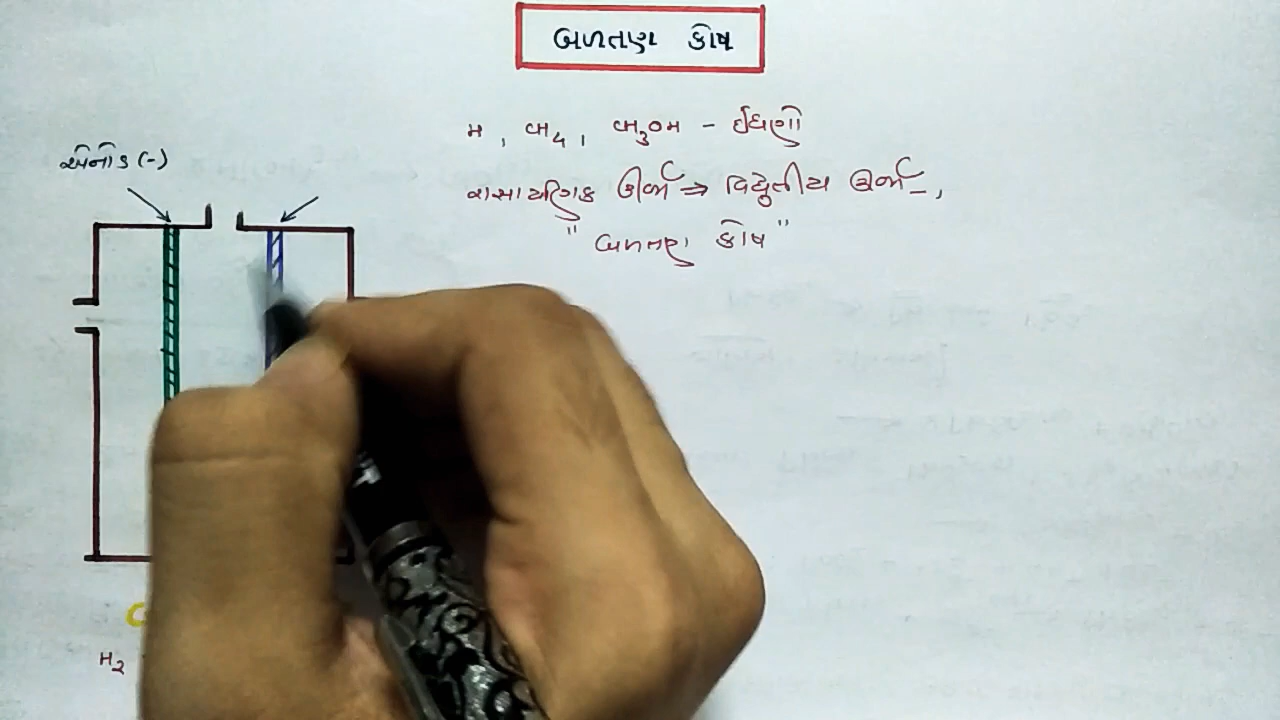 બળતણ કોષ
H, CH4, CH3OH - ઈંધણો
રાસાયણિક ઊર્જા ⇒ વિદ્યુતીય ઊર્જા -,
"બળતણ કોષ"
એનોડ (-)
H2